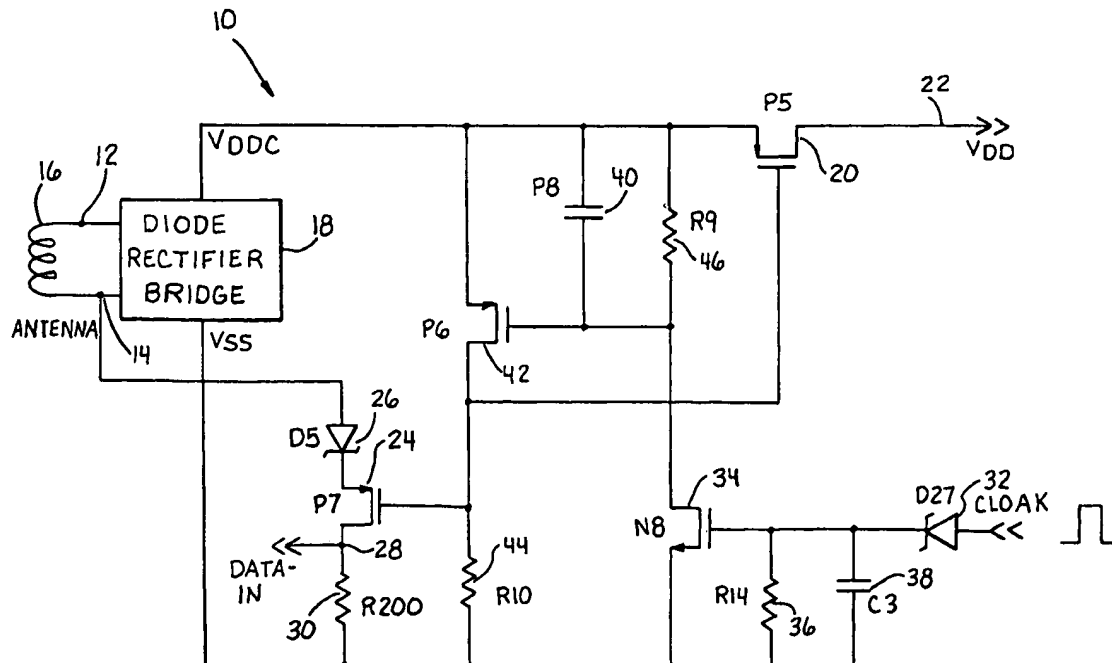 10
P5
22
VDDC
VDD
20
16
12
P8
40
R9
46
DIODE
RECTIFIER
BRIDGE
18
ANTENNA
14
VSS
P6
42
26
D5
24
34
D27
32
CLOAK
P7
N8
28
DATA-
IN
44
38
R14
C3
30
R200
R10
36